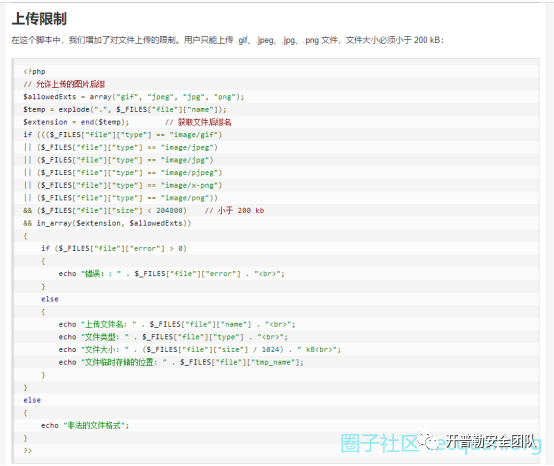 上传限制
在这个脚本中，我们增加了对文件上传的限制。用户只能上传 .gif、.jpeg、.jpg、.png 文件，文件大小必须小于 200 kB：
<?php
// 允许上传的图片后缀
$allowedExts = array("gif", "jpeg", "jpg", "png");
$temp = explode(".", $_FILES["file"]["name"]);
$extension = end($temp);        // 获取文件后缀名
if ((($_FILES["file"]["type"] == "image/gif")
|| ($_FILES["file"]["type"] == "image/jpeg")
|| ($_FILES["file"]["type"] == "image/jpg")
|| ($_FILES["file"]["type"] == "image/pjpeg")
|| ($_FILES["file"]["type"] == "image/x-png")
|| ($_FILES["file"]["type"] == "image/png"))
&& ($_FILES["file"]["size"] < 204800)    // 小于 200 kb
&& in_array($extension, $allowedExts))
{
    if ($_FILES["file"]["error"] > 0)
    {
        echo "错误：: " . $_FILES["file"]["error"] . "<br>";
    }
    else
    {
        echo "上传文件名: " . $_FILES["file"]["name"] . "<br>";
        echo "文件类型: " . $_FILES["file"]["type"] . "<br>";
        echo "文件大小: " . ($_FILES["file"]["size"] / 1024) . " kB<br>";
        echo "文件临时存储的位置: " . $_FILES["file"]["tmp_name"];
    }
}
else
{
    echo "非法的文件格式";
}
?>
圈子社区
开普勒安全团队